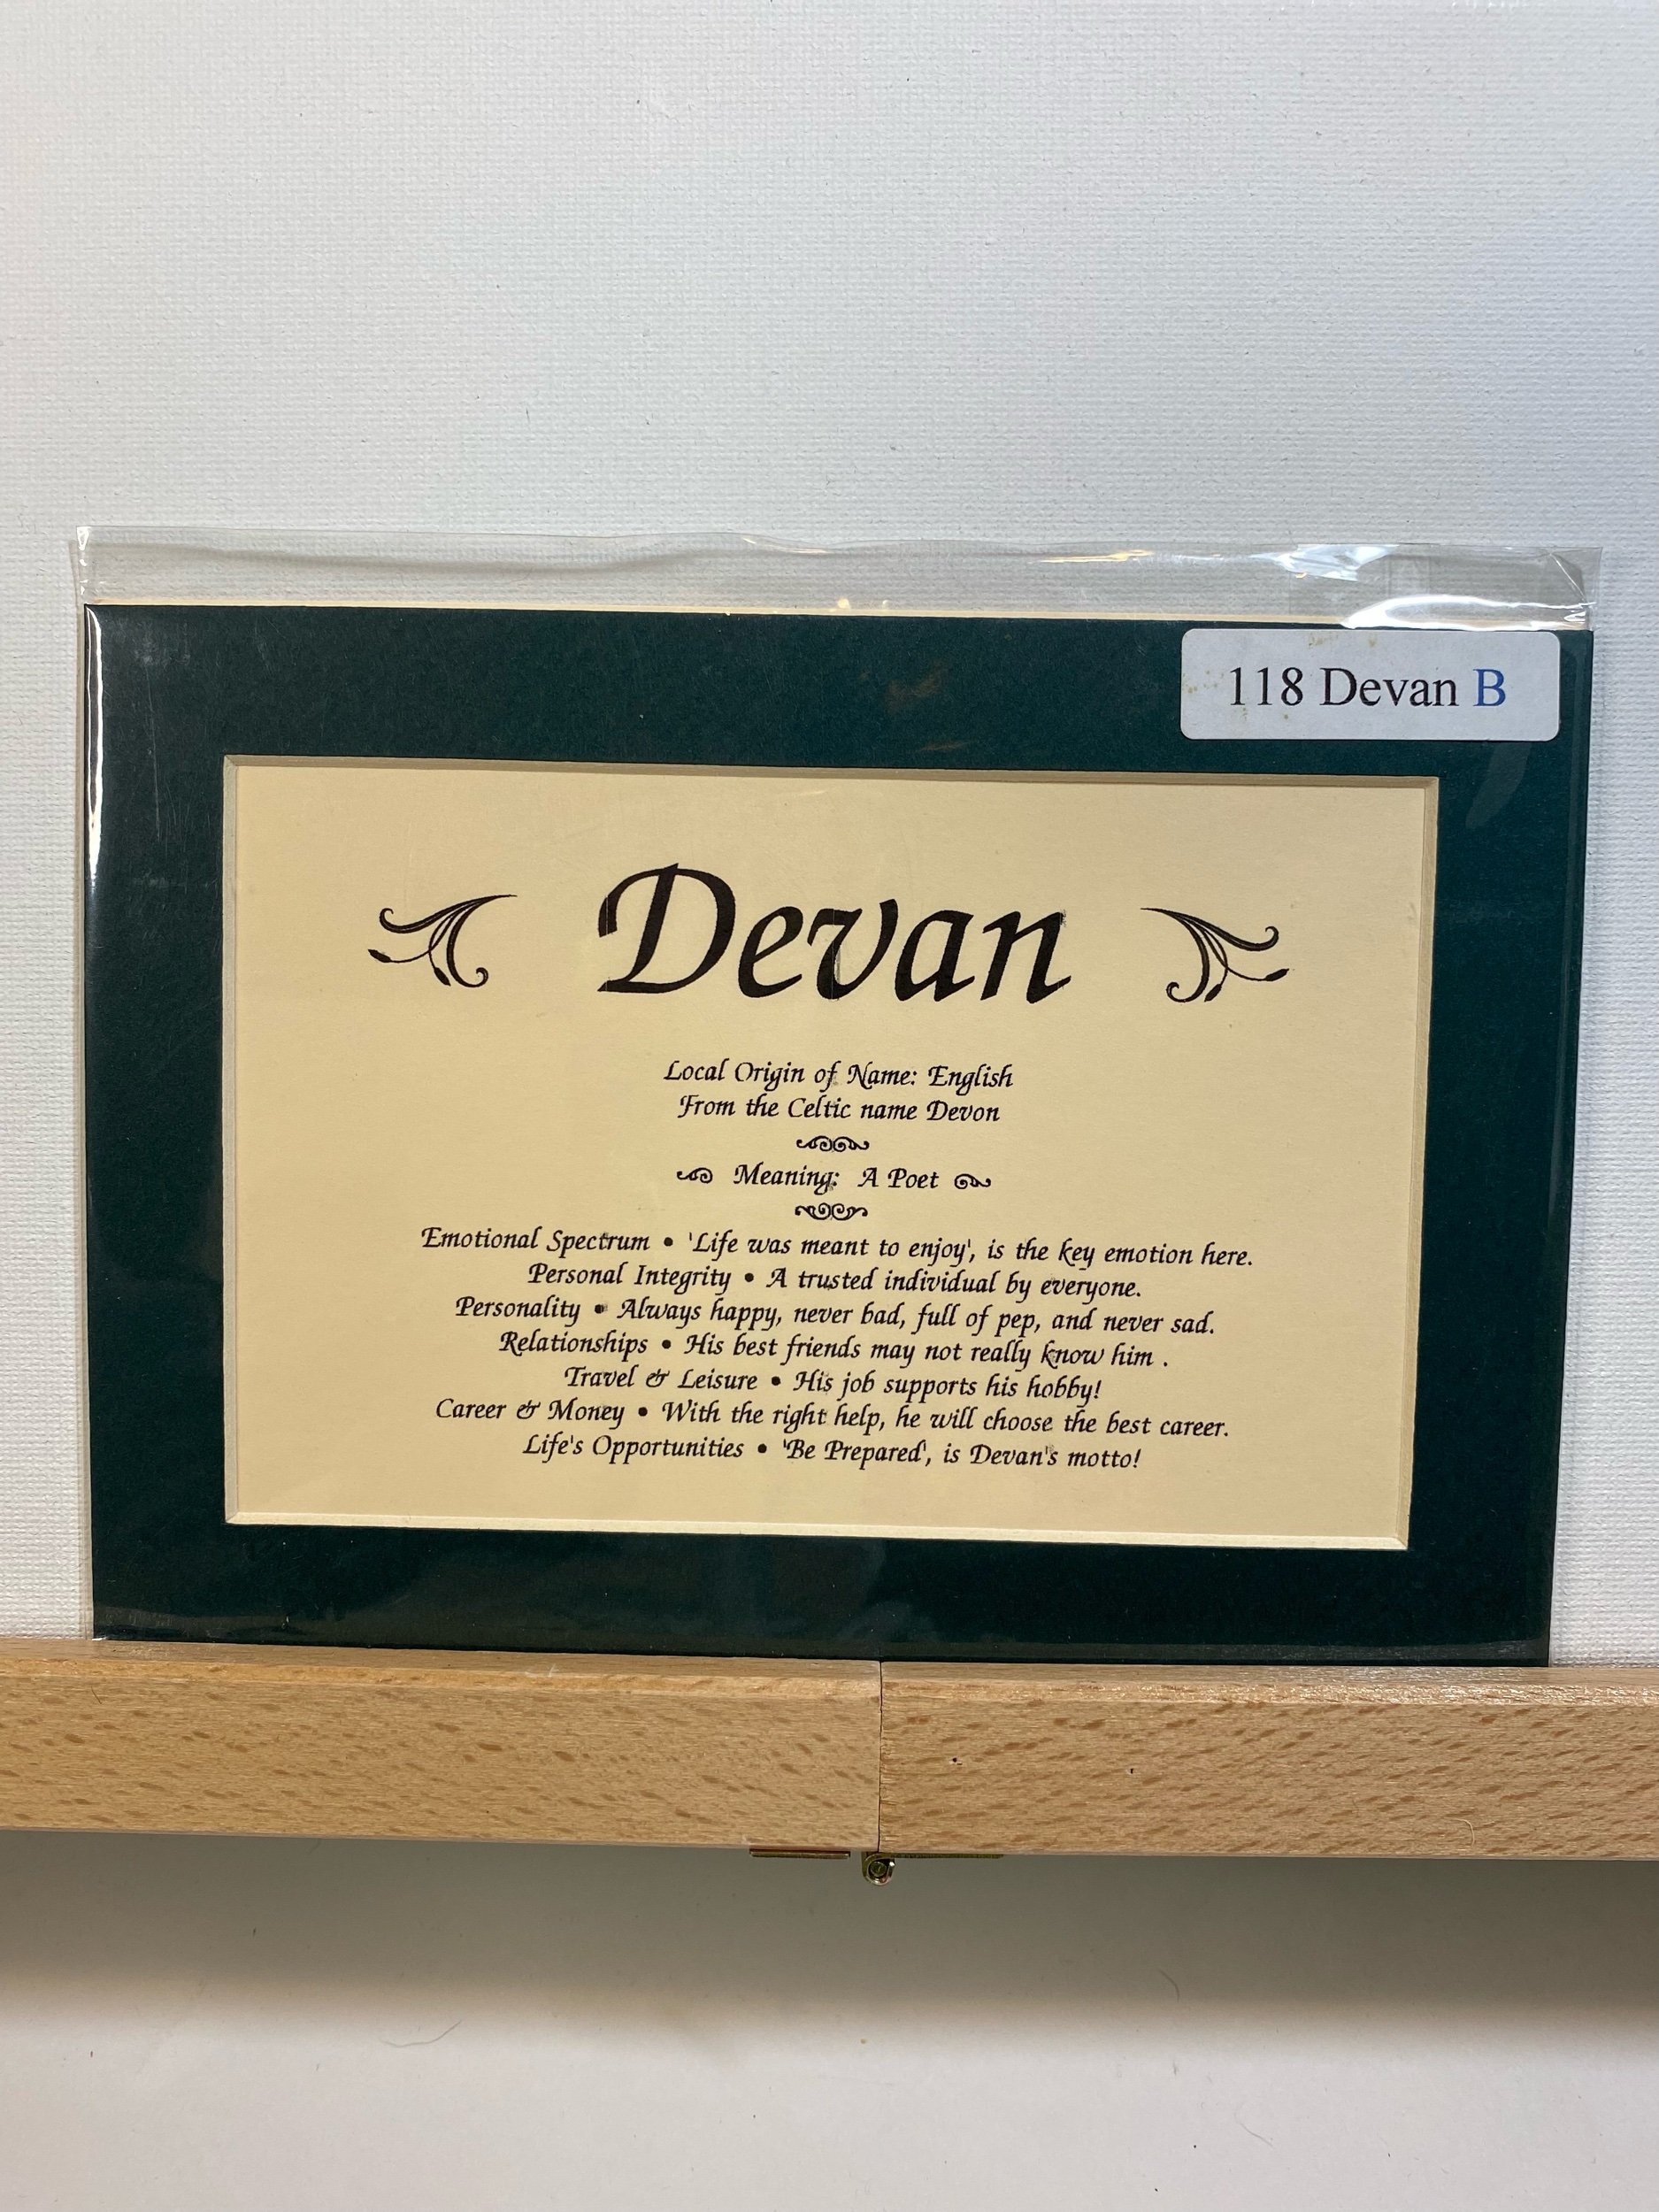 118 Devan B
Devan
Local Origin of Name: English
From the Celtic name Devon
Meaning: A Poet
Emotional Spectrum • 'Life was meant to enjoy', is the key emotion here.
Personal Integrity • A trusted individual by everyone.
Personality • Always happy, never bad, full of pep, and never sad.
Relationships • His best friends may not really know him .
Travel & Leisure • His job supports his hobby!
Career & Money • With the right help, he will choose the best career.
Life's Opportunities • 'Be Prepared', is Devan's motto!